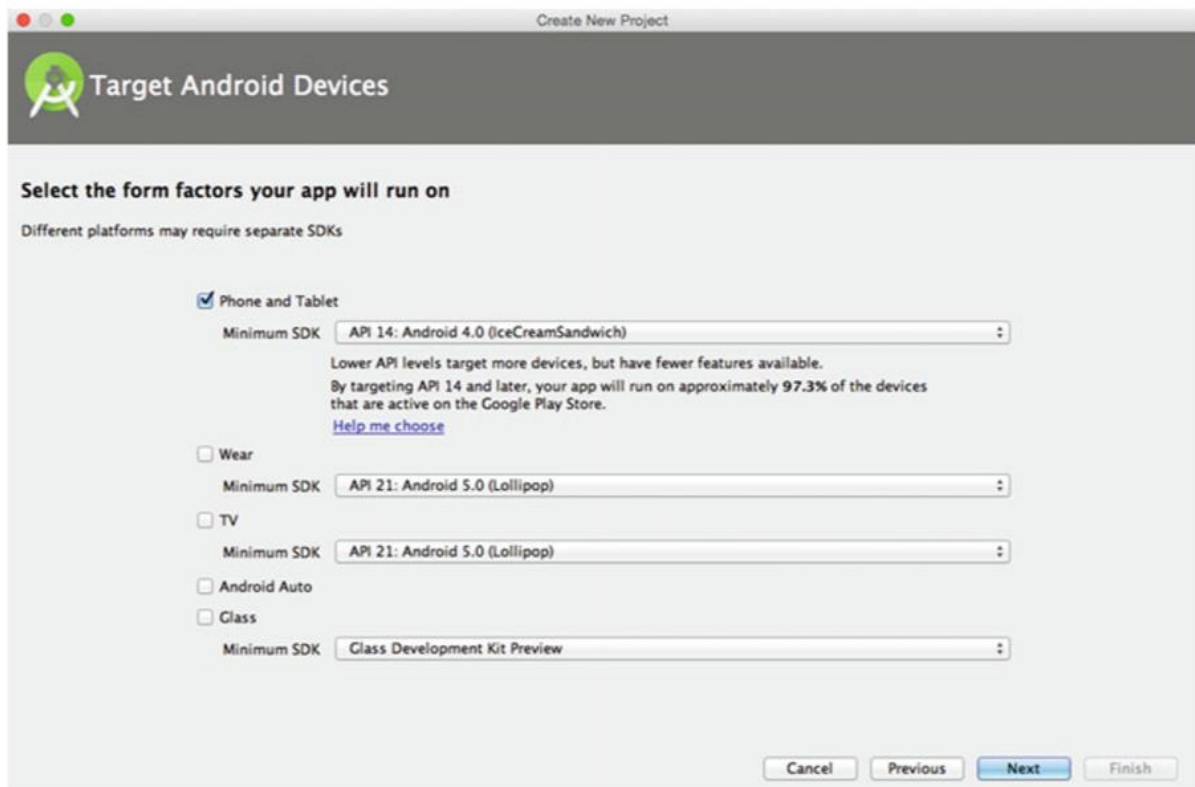 Create New Project
Target Android Devices
Select the form factors your app will run on
Different platforms may require separate SDKs
Phone and Tablet
Minimum SDK API 14: Android 4.0 (IceCreamSandwich)
Lower API levels target more devices, but have fewer features available.
By targeting API 14 and later, your app will run on approximately 97.3% of the devices
that are active on the Google Play Store.
Help me choose
Wear
Minimum SDK API 21: Android 5.0 (Lollipop)
TV
Minimum SDK API 21: Android 5.0 (Lollipop)
Android Auto
Glass
Minimum SDK Glass Development Kit Preview
Cancel Previous Next Finish